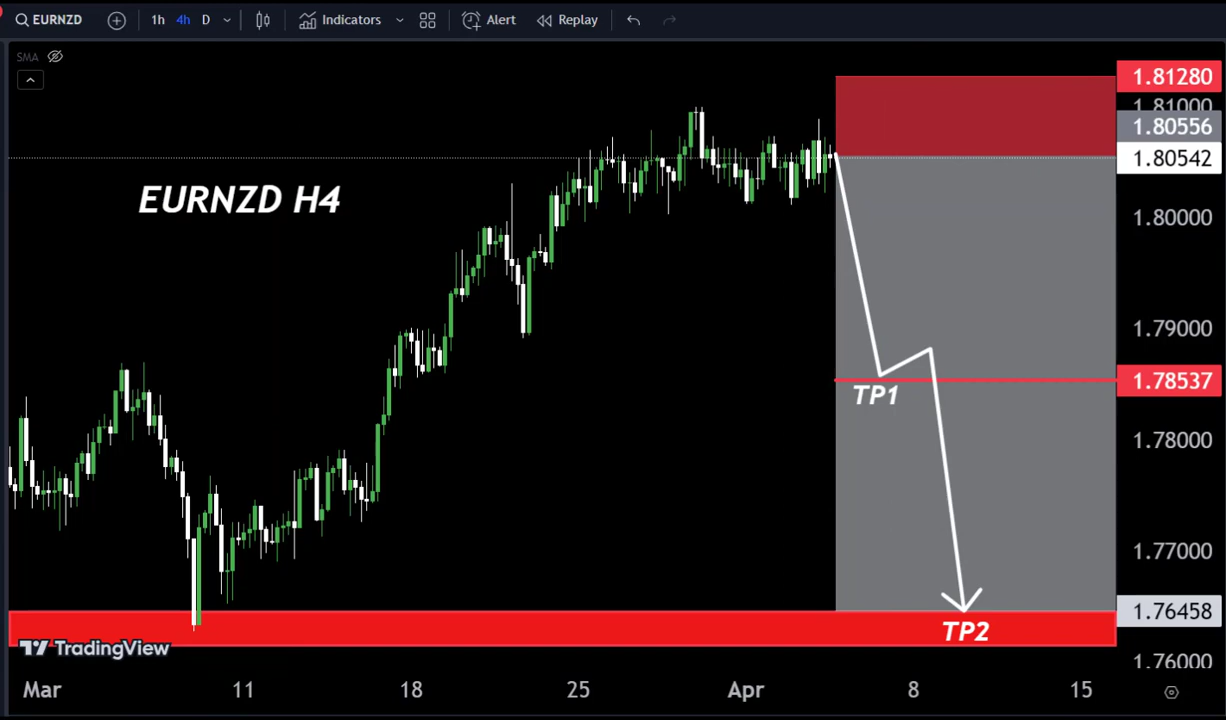 EURNZD 1h 4h D Indicators Alert Replay
SMA
1.81280
1.81000
1.80556
1.80542
EURNZD H4
1.80000
1.79000
1.78537
TP1
1.78000
1.77000
1.76458
TP2
TradingView
1.76000
Mar 11 18 25 Apr 8 15